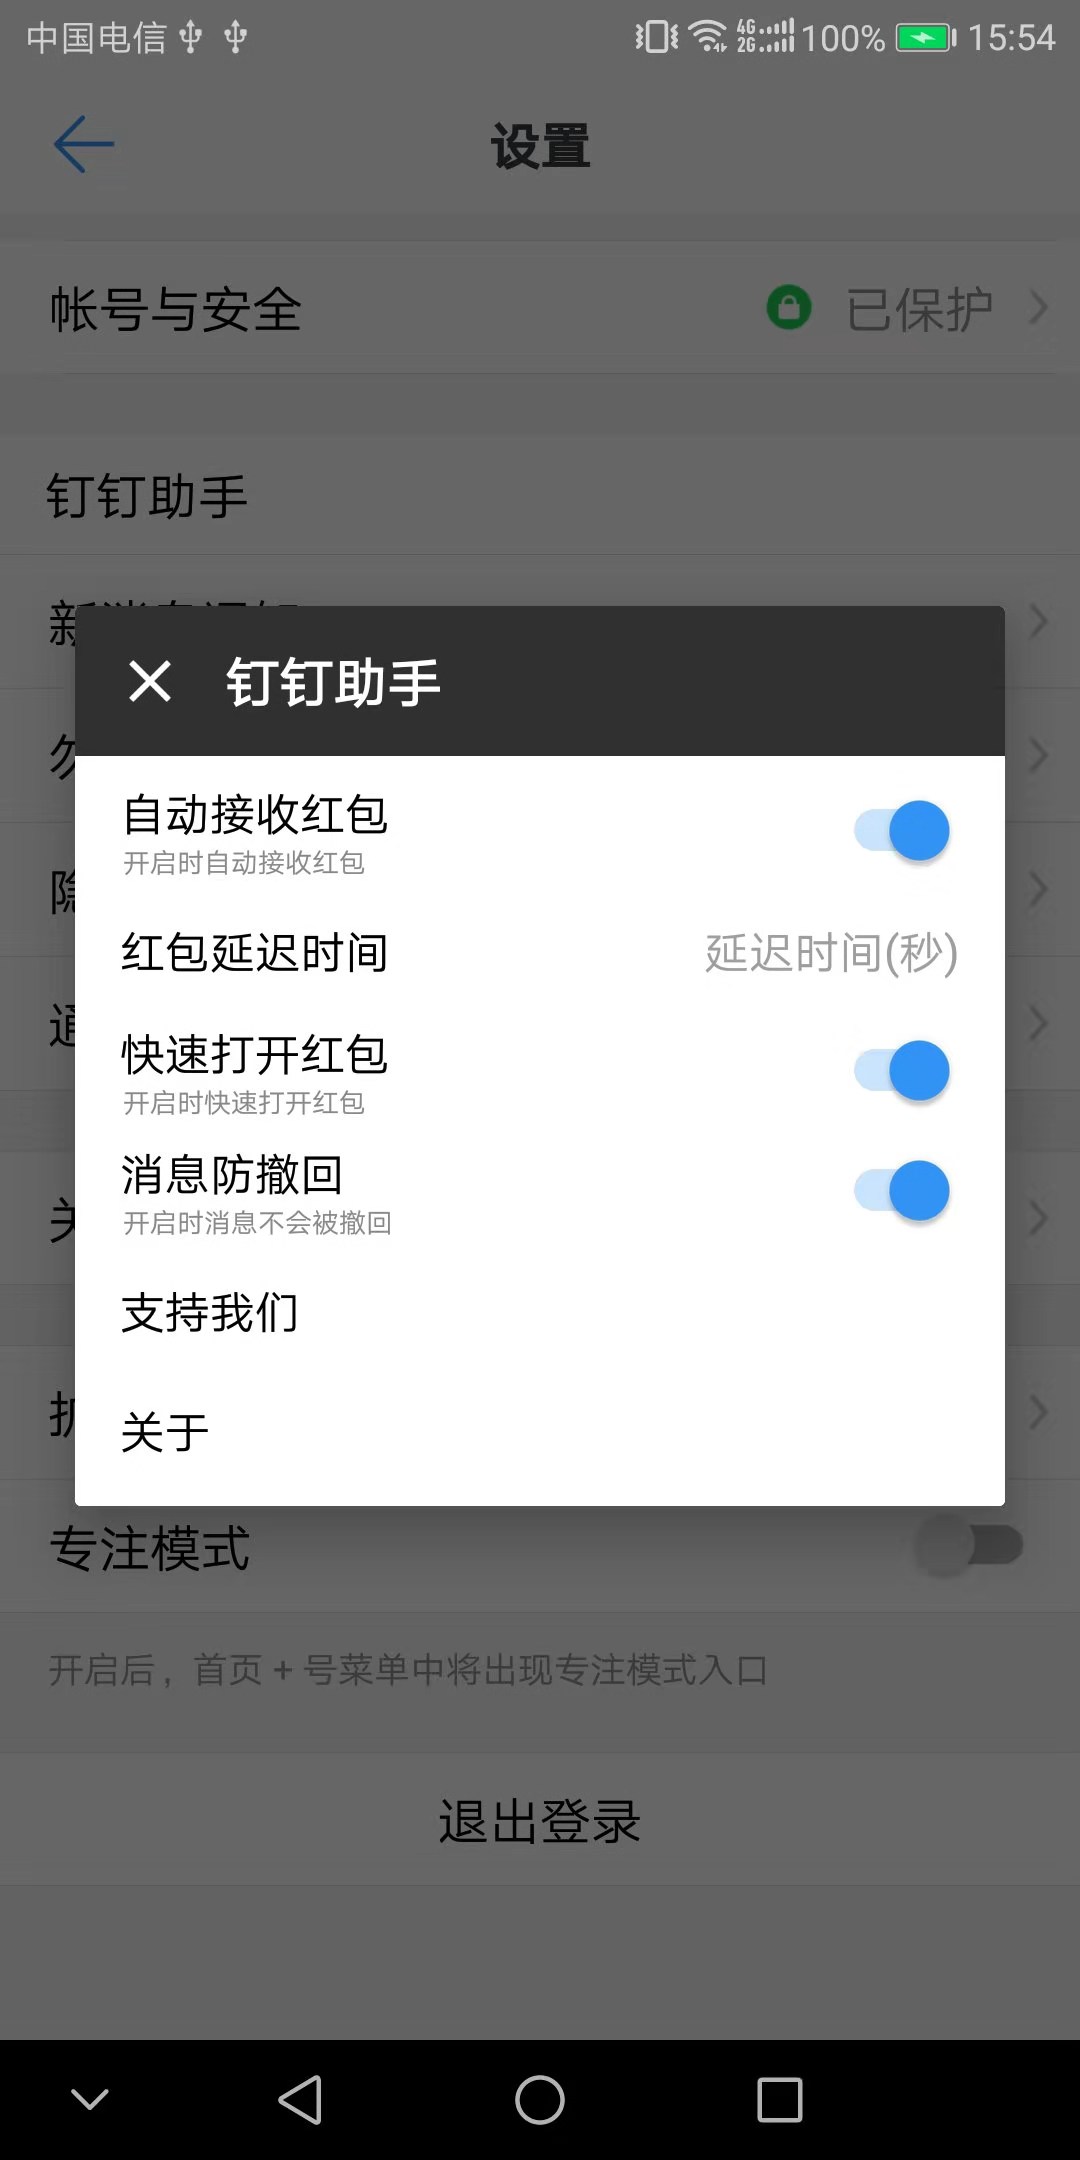 中国电信 4G 2G 100% 15:54
设置
帐号与安全 已保护
钉钉助手
钉钉助手
自动接收红包
开启时自动接收红包
红包延迟时间 延迟时间(秒)
快速打开红包
开启时快速打开红包
消息防撤回
开启时消息不会被撤回
支持我们
关于
专注模式
开启后，首页 + 号菜单中将出现专注模式入口
退出登录